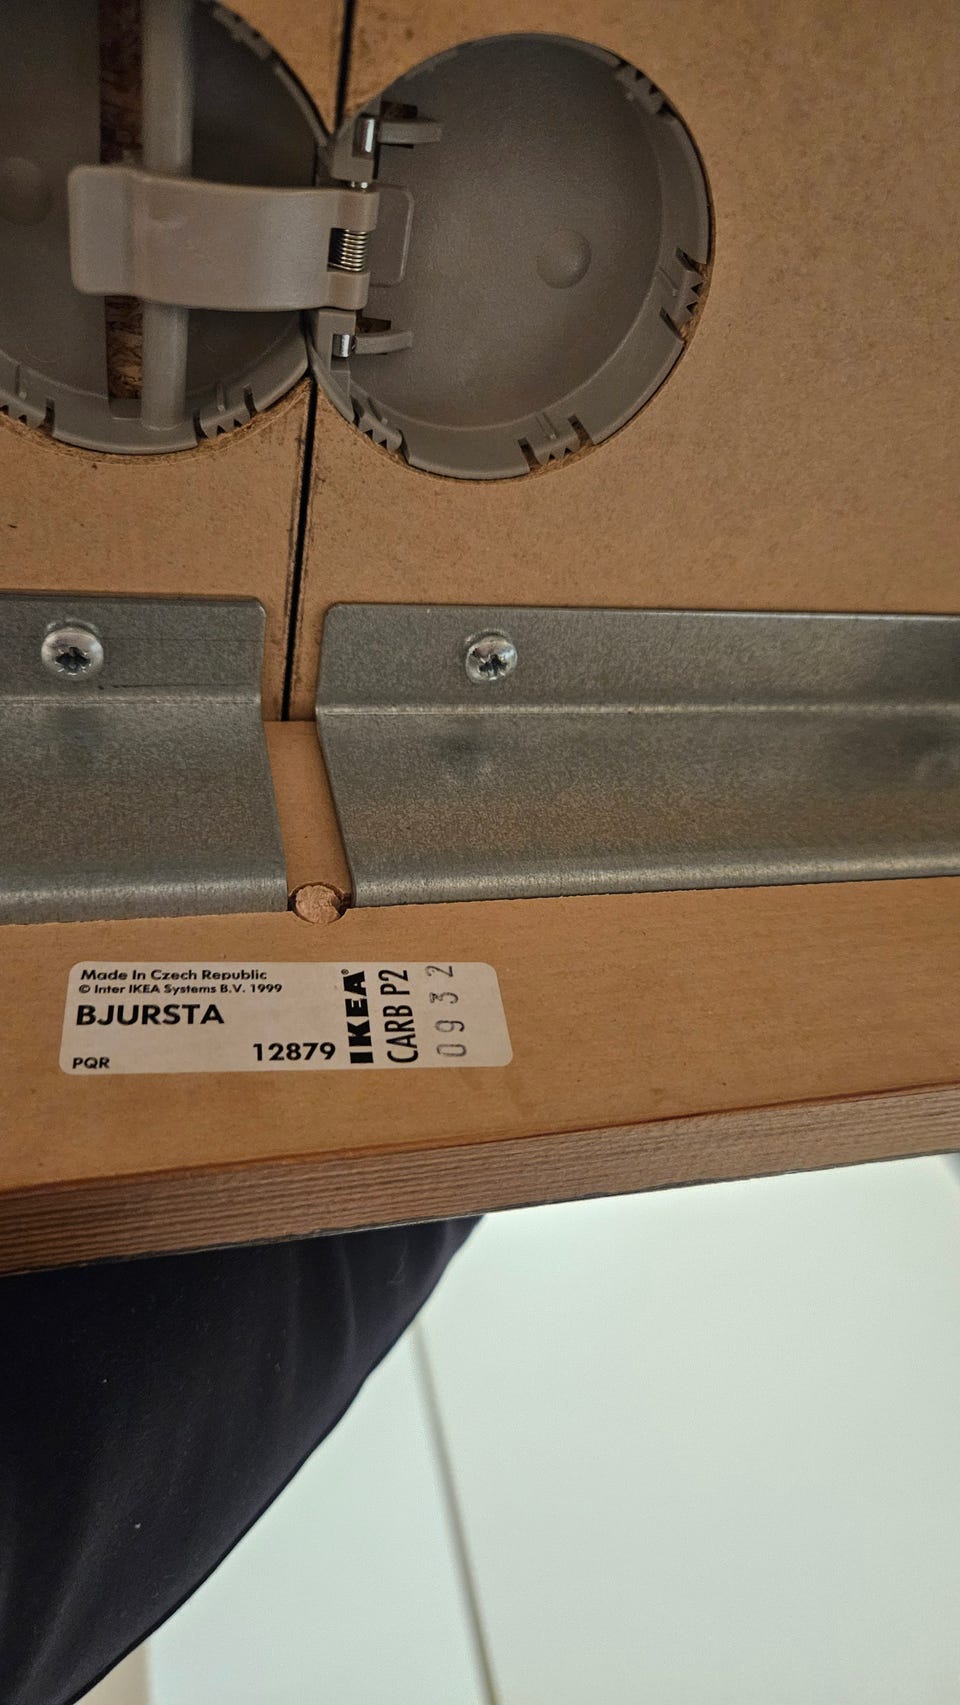 Made In Czech Republic
© Inter IKEA Systems B.V. 1999
BJURSTA
PQR
12879
IKEA®
CARB P2
0932